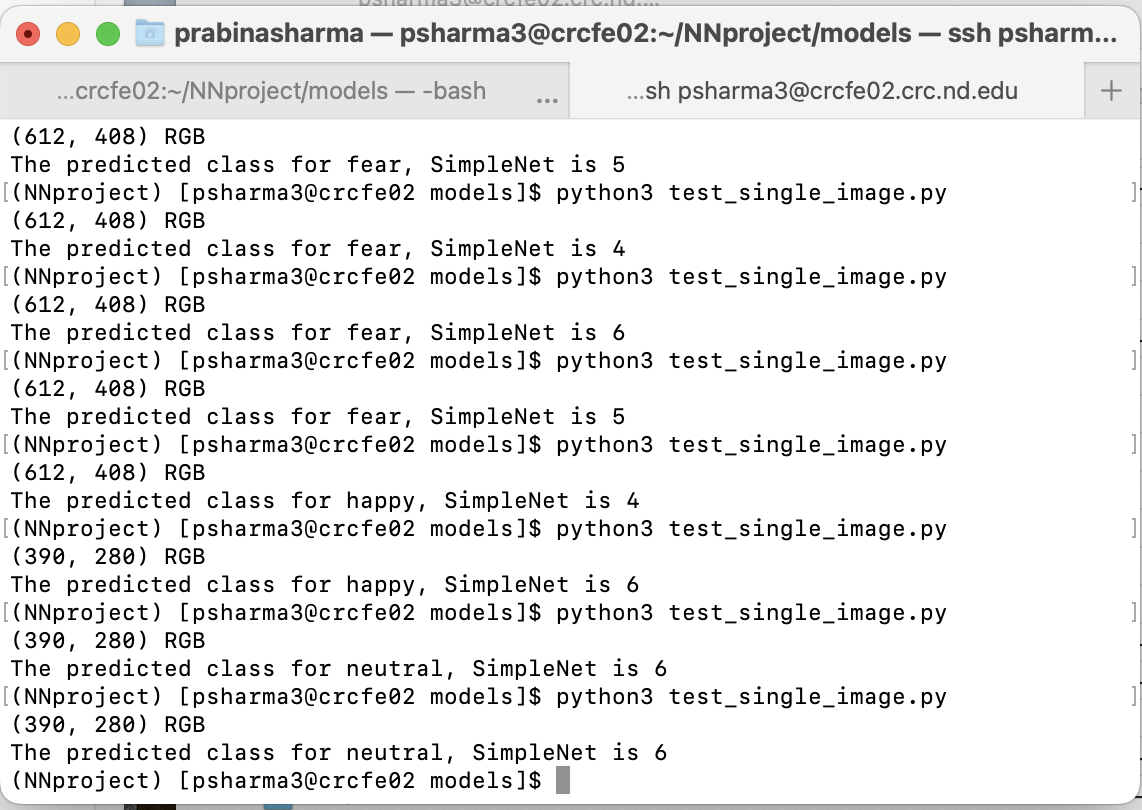 prabinasharma — psharma3@crcfe02:~/NNproject/models — ssh psharm...
...crcfe02:~/NNproject/models — -bash ...
...sh psharma3@crcfe02.crc.nd.edu +
(612, 408) RGB
The predicted class for fear, SimpleNet is 5
[(NNproject) [psharma3@crcfe02 models]$ python3 test_single_image.py ]
(612, 408) RGB
The predicted class for fear, SimpleNet is 4
[(NNproject) [psharma3@crcfe02 models]$ python3 test_single_image.py ]
(612, 408) RGB
The predicted class for fear, SimpleNet is 6
[(NNproject) [psharma3@crcfe02 models]$ python3 test_single_image.py ]
(612, 408) RGB
The predicted class for fear, SimpleNet is 5
[(NNproject) [psharma3@crcfe02 models]$ python3 test_single_image.py ]
(612, 408) RGB
The predicted class for happy, SimpleNet is 4
[(NNproject) [psharma3@crcfe02 models]$ python3 test_single_image.py ]
(390, 280) RGB
The predicted class for happy, SimpleNet is 6
[(NNproject) [psharma3@crcfe02 models]$ python3 test_single_image.py ]
(390, 280) RGB
The predicted class for neutral, SimpleNet is 6
[(NNproject) [psharma3@crcfe02 models]$ python3 test_single_image.py ]
(390, 280) RGB
The predicted class for neutral, SimpleNet is 6
(NNproject) [psharma3@crcfe02 models]$